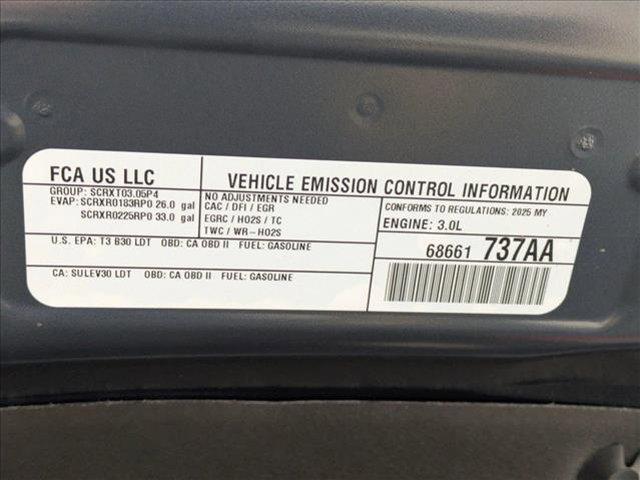 FCA US LLC
GROUP: SCRXT03.05P4
EVAP: SCRXR0183RP0 26.0 gal
SCRXR0225RP0 33.0 gal
VEHICLE EMISSION CONTROL INFORMATION
NO ADJUSTMENTS NEEDED
CAC / DFI / EGR
EGRC / HO2S / TC
TWC / WR-HO2S
CONFORMS TO REGULATIONS: 2025 MY
ENGINE: 3.0L
U.S. EPA: T3 B30 LDT OBD: CA OBD II FUEL: GASOLINE
CA: SULEV30 LDT OBD: CA OBD II FUEL: GASOLINE
68661 737AA